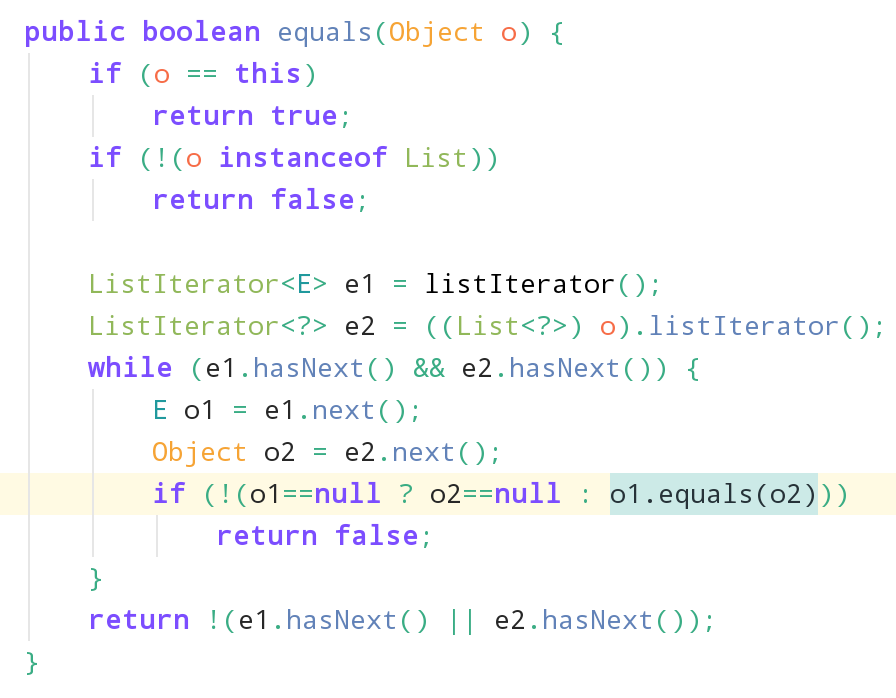 public boolean equals(Object o) {
    if (o == this)
        return true;
    if (!(o instanceof List))
        return false;

    ListIterator<E> e1 = listIterator();
    ListIterator<?> e2 = ((List<?>) o).listIterator();
    while (e1.hasNext() && e2.hasNext()) {
        E o1 = e1.next();
        Object o2 = e2.next();
        if (!(o1==null ? o2==null : o1.equals(o2)))
            return false;
    }
    return !(e1.hasNext() || e2.hasNext());
}